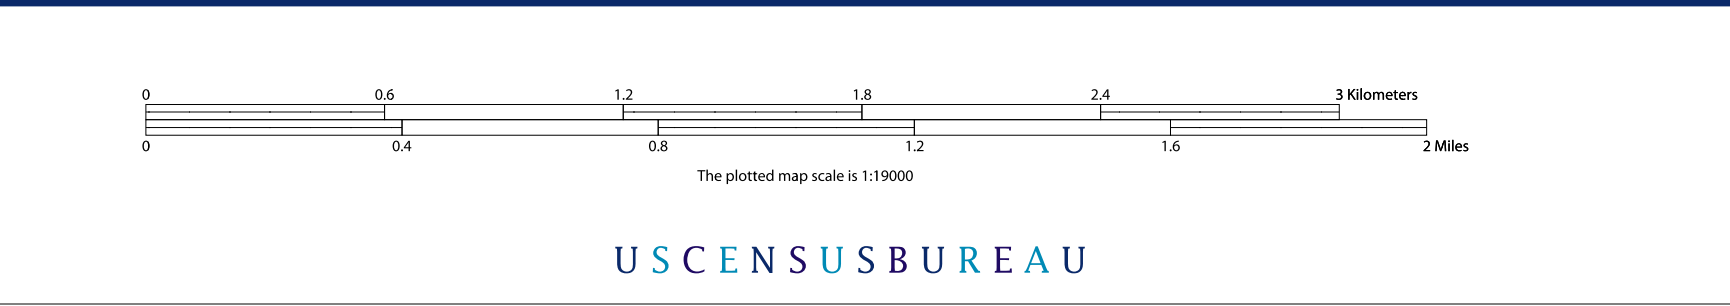 0 0.6 1.2 1.8 2.4 3 Kilometers
0 0.4 0.8 1.2 1.6 2 Miles
The plotted map scale is 1:19000
USCENSUSBUREAU